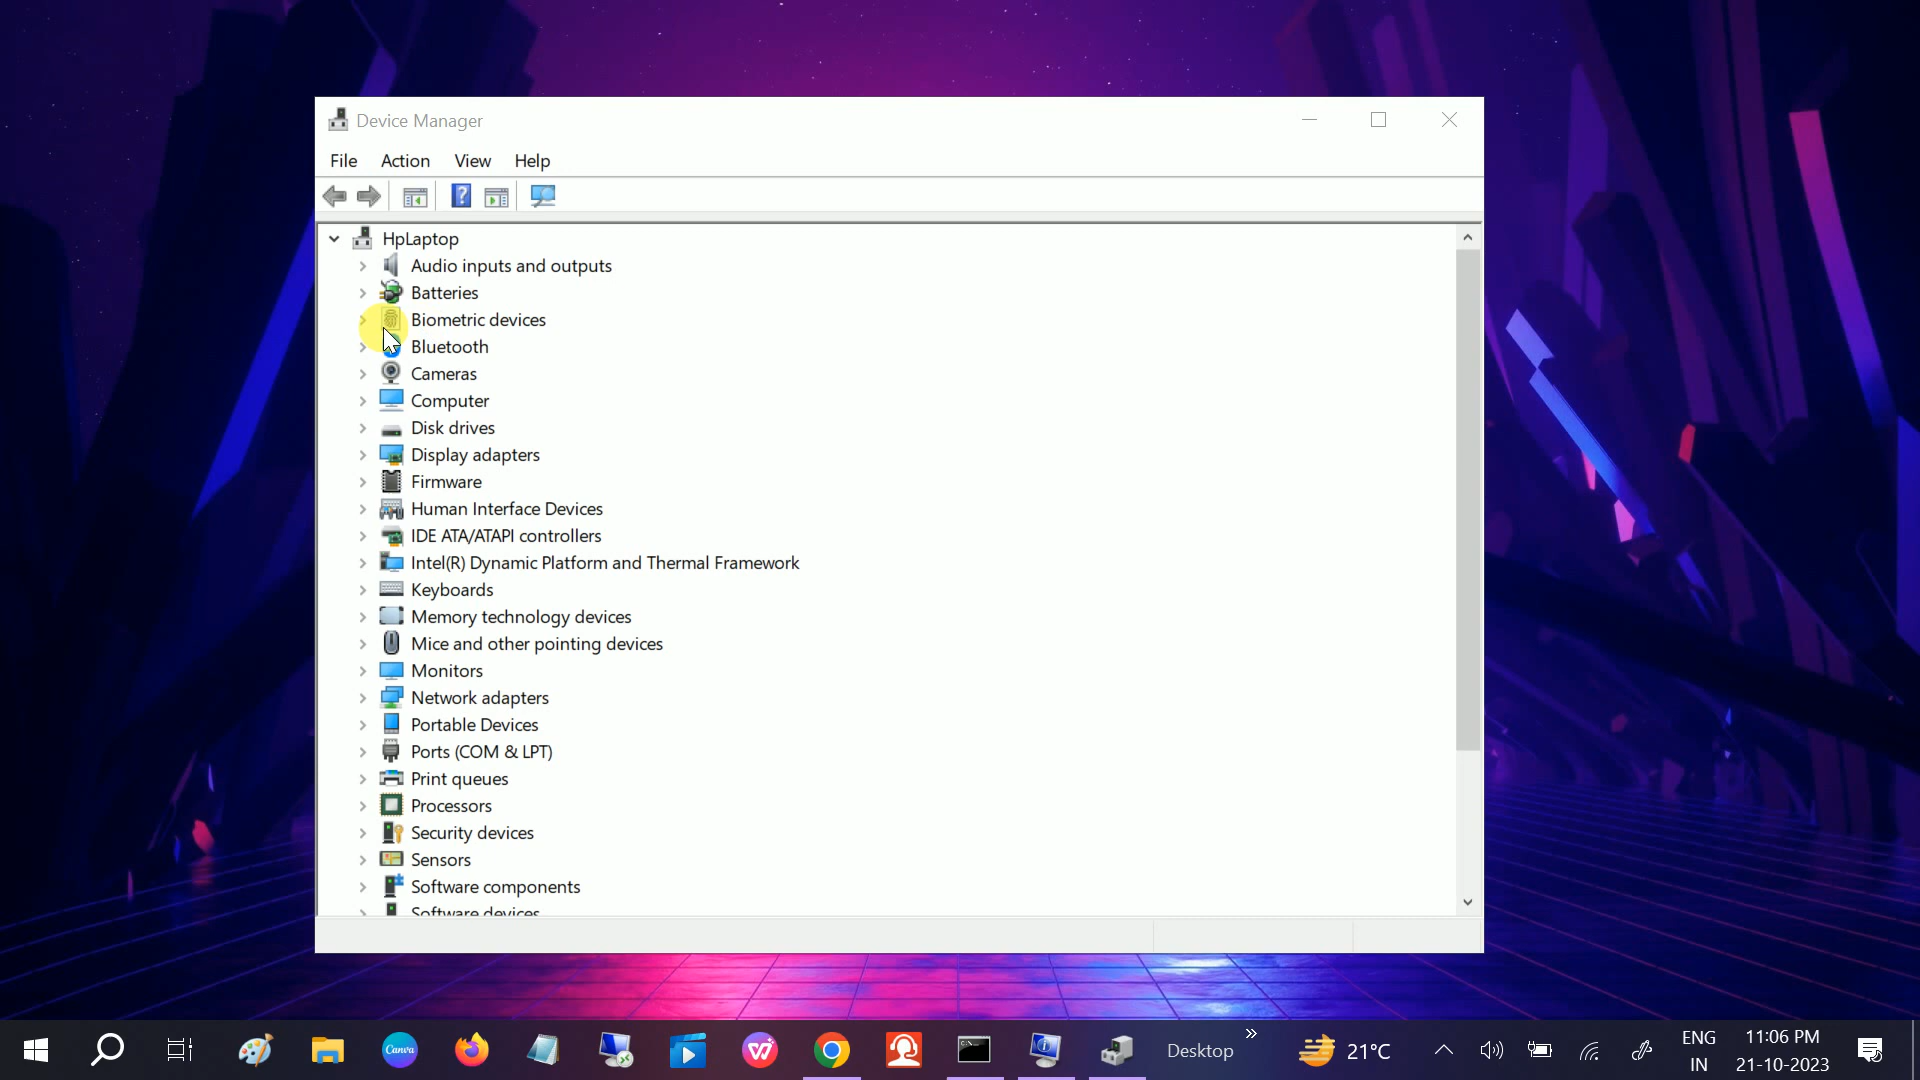 Device Manager
File Action View Help
HpLaptop
Audio inputs and outputs
Batteries
Biometric devices
Bluetooth
Cameras
Computer
Disk drives
Display adapters
Firmware
Human Interface Devices
IDE ATA/ATAPI controllers
Intel(R) Dynamic Platform and Thermal Framework
Keyboards
Memory technology devices
Mice and other pointing devices
Monitors
Network adapters
Portable Devices
Ports (COM & LPT)
Print queues
Processors
Security devices
Sensors
Software components
Software devices
Canva
Desktop
21°C
ENG
IN
11:06 PM
21-10-2023